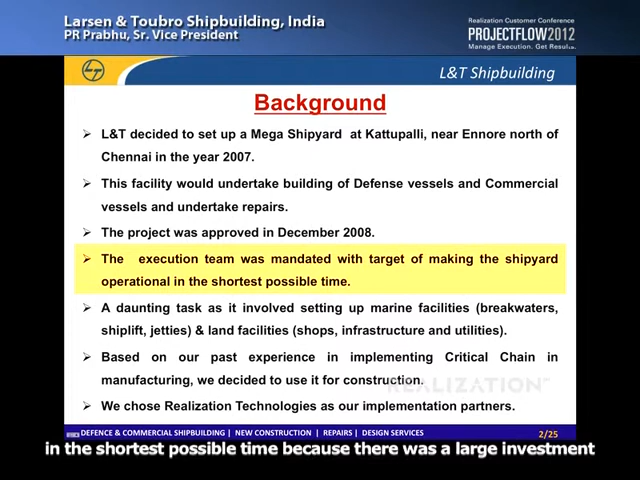 Larsen & Toubro Shipbuilding, India
PR Prabhu, Sr. Vice President
Realization Customer Conference
PROJECTFLOW2012
Manage Execution. Get Results.
L&T Shipbuilding
Background
➢ L&T decided to set up a Mega Shipyard at Kattupalli, near Ennore north of
Chennai in the year 2007.
➢ This facility would undertake building of Defense vessels and Commercial
vessels and undertake repairs.
➢ The project was approved in December 2008.
➢ The execution team was mandated with target of making the shipyard
operational in the shortest possible time.
➢ A daunting task as it involved setting up marine facilities (breakwaters,
shiplift, jetties) & land facilities (shops, infrastructure and utilities).
➢ Based on our past experience in implementing Critical Chain in
manufacturing, we decided to use it for construction.
REALIZATION
➢ We chose Realization Technologies as our implementation partners.
DEFENCE & COMMERCIAL SHIPBUILDING | NEW CONSTRUCTION | REPAIRS | DESIGN SERVICES
2/25
in the shortest possible time because there was a large investment